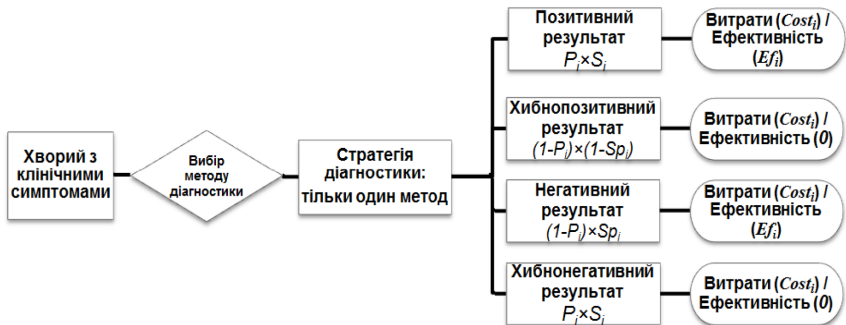 Хворий з
клінічними
симптомами
Вибір
методу
діагностики
Стратегія
діагностики:
тільки один метод
Позитивний
результат
Pᵢ×Sᵢ
Витрати (Costᵢ) /
Ефективність
(Efᵢ)
Хибнопозитивний
результат
(1-Pᵢ)×(1-Spᵢ)
Витрати (Costᵢ) /
Ефективність (0)
Негативний
результат
(1-Pᵢ)×Spᵢ
Витрати (Costᵢ) /
Ефективність
(Efᵢ)
Хибнонегативний
результат
Pᵢ×Sᵢ
Витрати (Costᵢ) /
Ефективність (0)